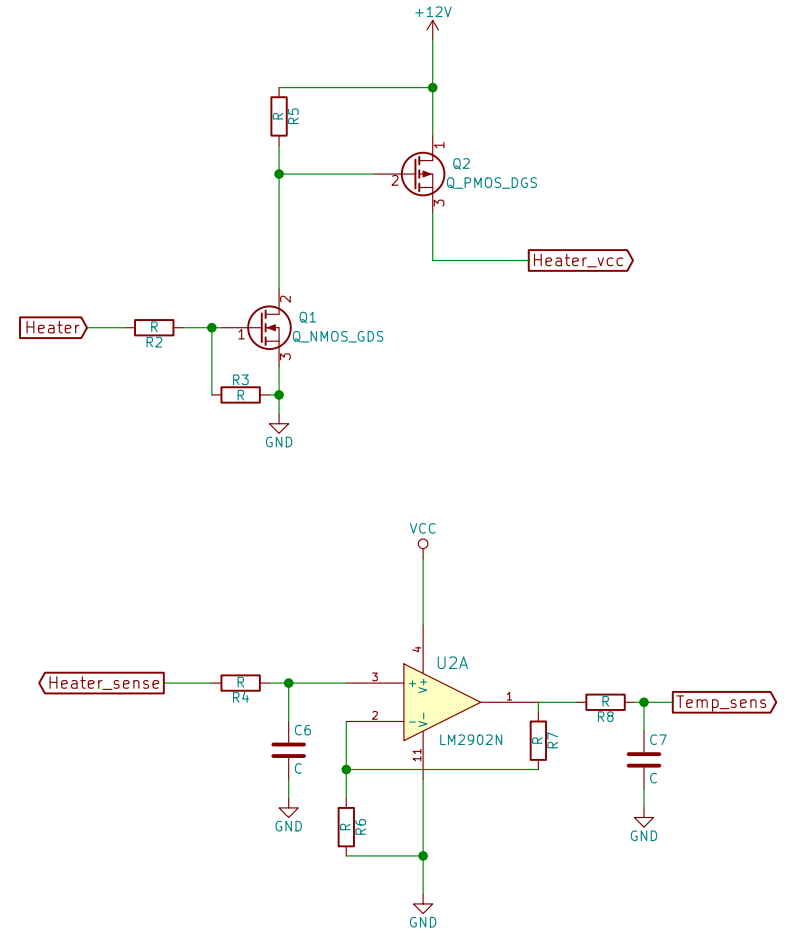 +12V
R
R5
1
Q2
2
Q_PMOS_DGS
3
Heater_vcc
2
Q1
Heater
R
1
Q_NMOS_GDS
R2
3
R3
R
GND
VCC
4
U2A
Heater_sense
R
3
+
V+
1
R
Temp_sens
R4
2
-
V-
R8
C6
LM2902N
R
R7
C7
C
11
C
GND
R
R6
GND
GND